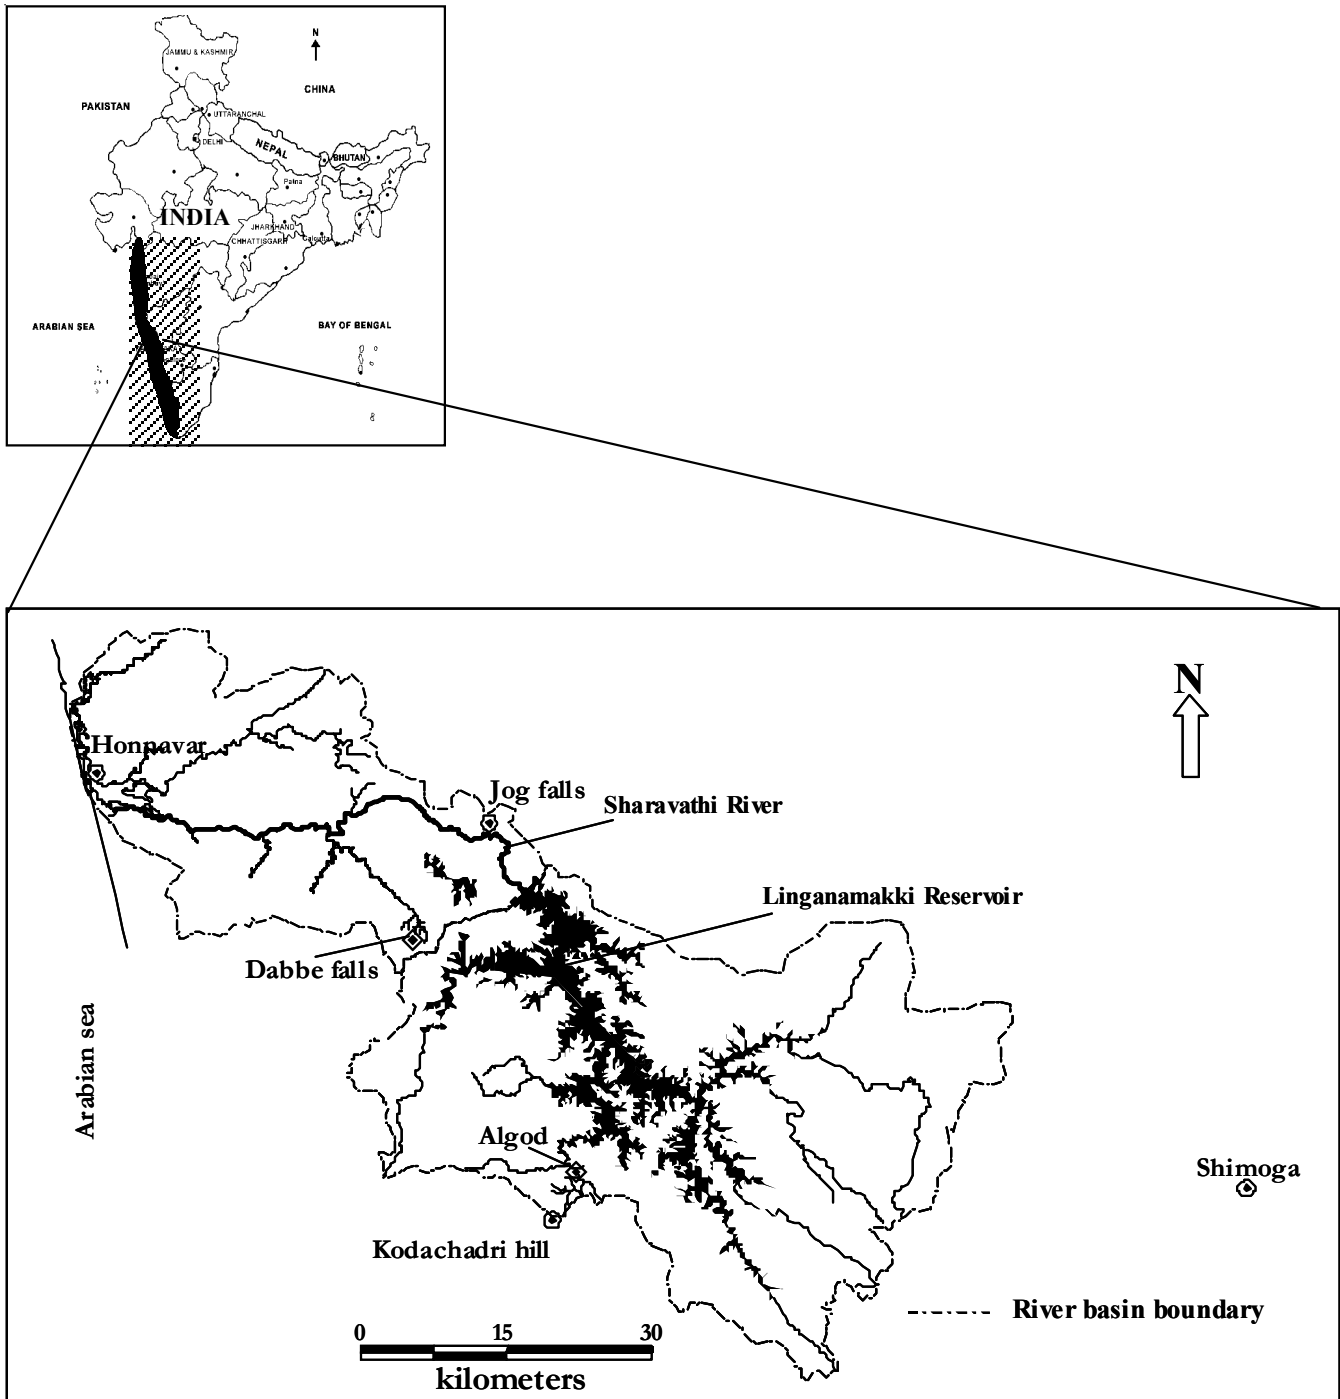 N
JAMMU & KASHMIR
CHINA
PAKISTAN
UTTARANCHAL
DELHI
NEPAL
BHUTAN
Patna
INDIA
JHARKHAND
CHHATTISGARH
Calcutta
ARABIAN SEA
BAY OF BENGAL
N
Honnavar
Jog falls
Sharavathi River
Linganamakki Reservoir
Dabbe falls
Arabian sea
Algod
Shimoga
Kodachadri hill
River basin boundary
0 15 30
kilometers